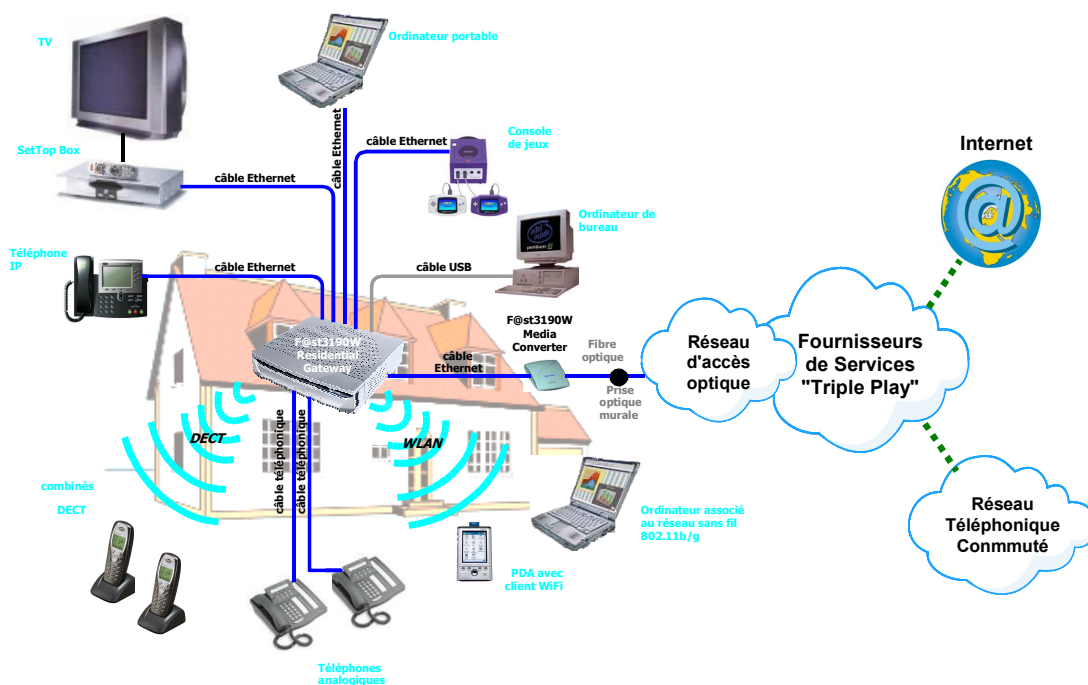 TV
Ordinateur portable
SetTop Box
câble Ethernet
câble Ethernet
câble Ethernet
Console
de jeux
Internet
@
Ordinateur de
bureau
pentium
Téléphone
IP
câble Ethernet
câble USB
F@st3190W
Residential
Gateway
F@st3190W
Media
Converter
câble
Ethernet
Fibre
optique
Prise
optique
murale
Réseau
d'accès
optique
Fournisseurs
de Services
"Triple Play"
DECT
WLAN
câble téléphonique
câble téléphonique
combinés
DECT
Ordinateur associé
au réseau sans fil
802.11b/g
PDA avec
client WiFi
Réseau
Téléphonique
Conmmuté
Téléphones
analogiques